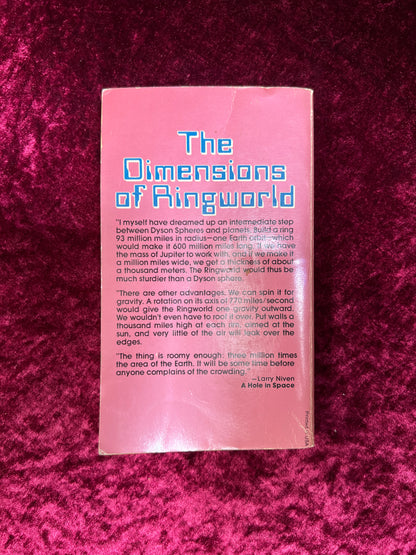 The
Dimensions
of Ringworld
"I myself have dreamed up an intermediate step
between Dyson Spheres and planets. Build a ring
93 million miles in radius—one Earth orbit—which
would make it 600 million miles long. If we have
the mass of Jupiter to work with, and if we make it
a million miles wide, we get a thickness of about
a thousand meters. The Ringworld would thus be
much sturdier than a Dyson sphere.
"There are other advantages. We can spin it for
gravity. A rotation on its axis of 770 miles/second
would give the Ringworld one gravity outward.
We wouldn't even have to roof it over. Put walls a
thousand miles high at each rim, aimed at the
sun, and very little of the air will leak over the
edges.
"The thing is roomy enough: three million times
the area of the Earth. It will be some time before
anyone complains of the crowding."
—Larry Niven
A Hole in Space
Printed in USA